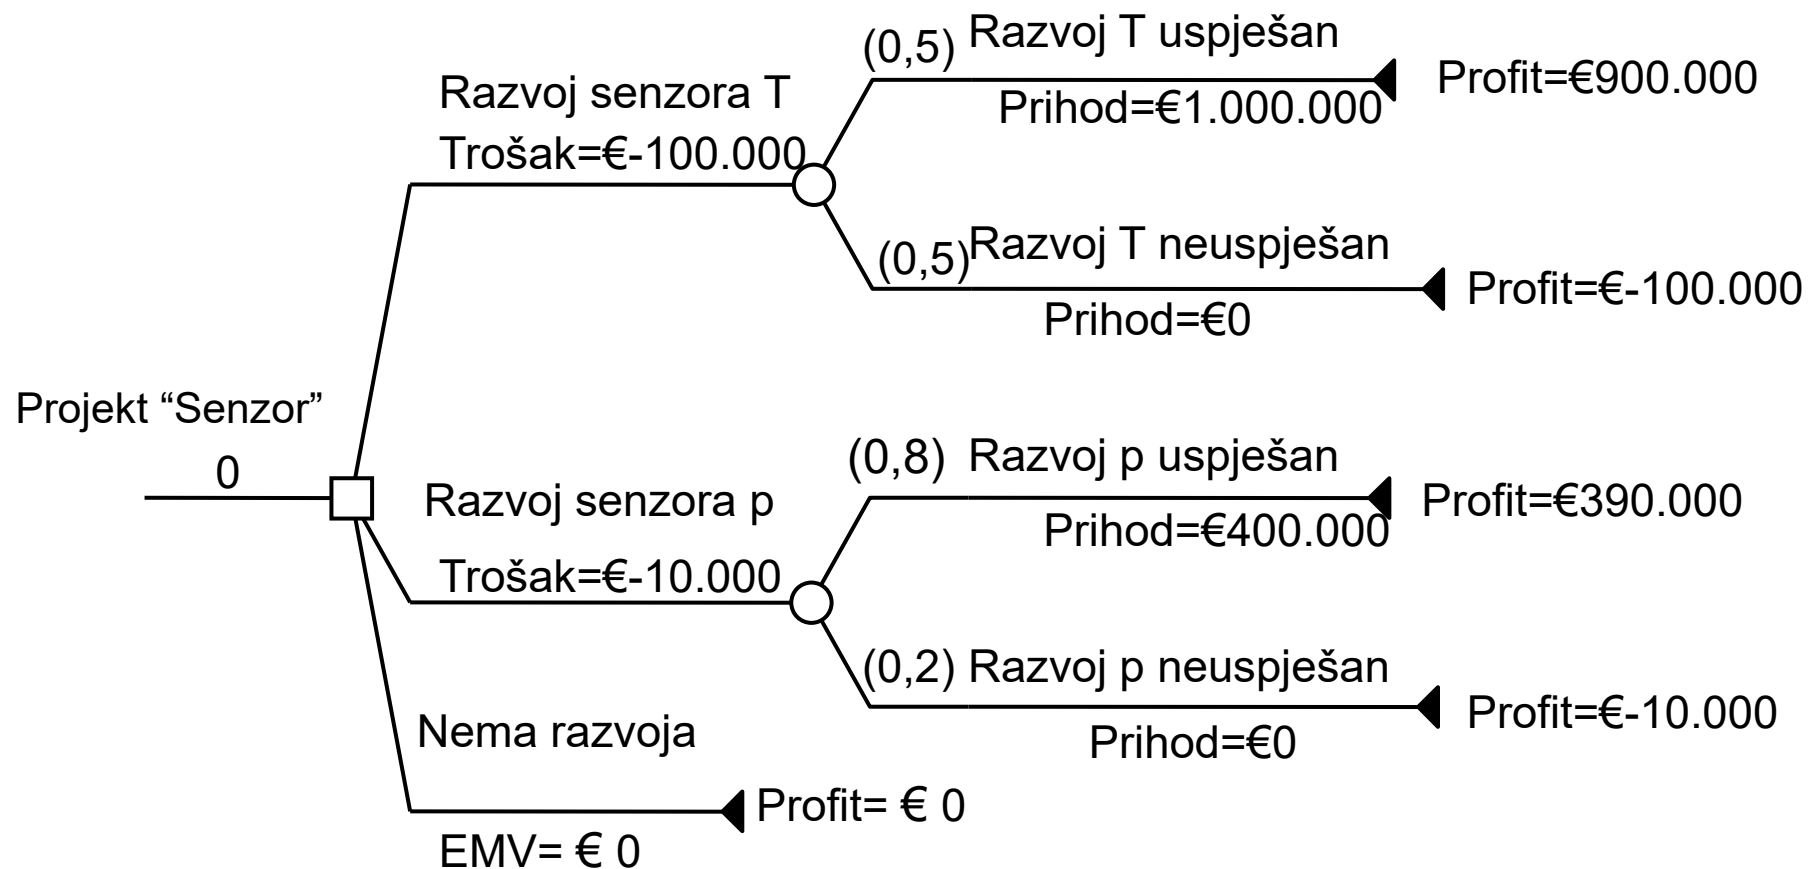 (0,5) Razvoj T uspješan
Prihod=€1.000.000
Profit=€900.000
Razvoj senzora T
Trošak=€-100.000
(0,5) Razvoj T neuspješan
Prihod=€0
Profit=€-100.000
Projekt “Senzor”
0
(0,8) Razvoj p uspješan
Prihod=€400.000
Profit=€390.000
Razvoj senzora p
Trošak=€-10.000
(0,2) Razvoj p neuspješan
Prihod=€0
Profit=€-10.000
Nema razvoja
Profit= € 0
EMV= € 0